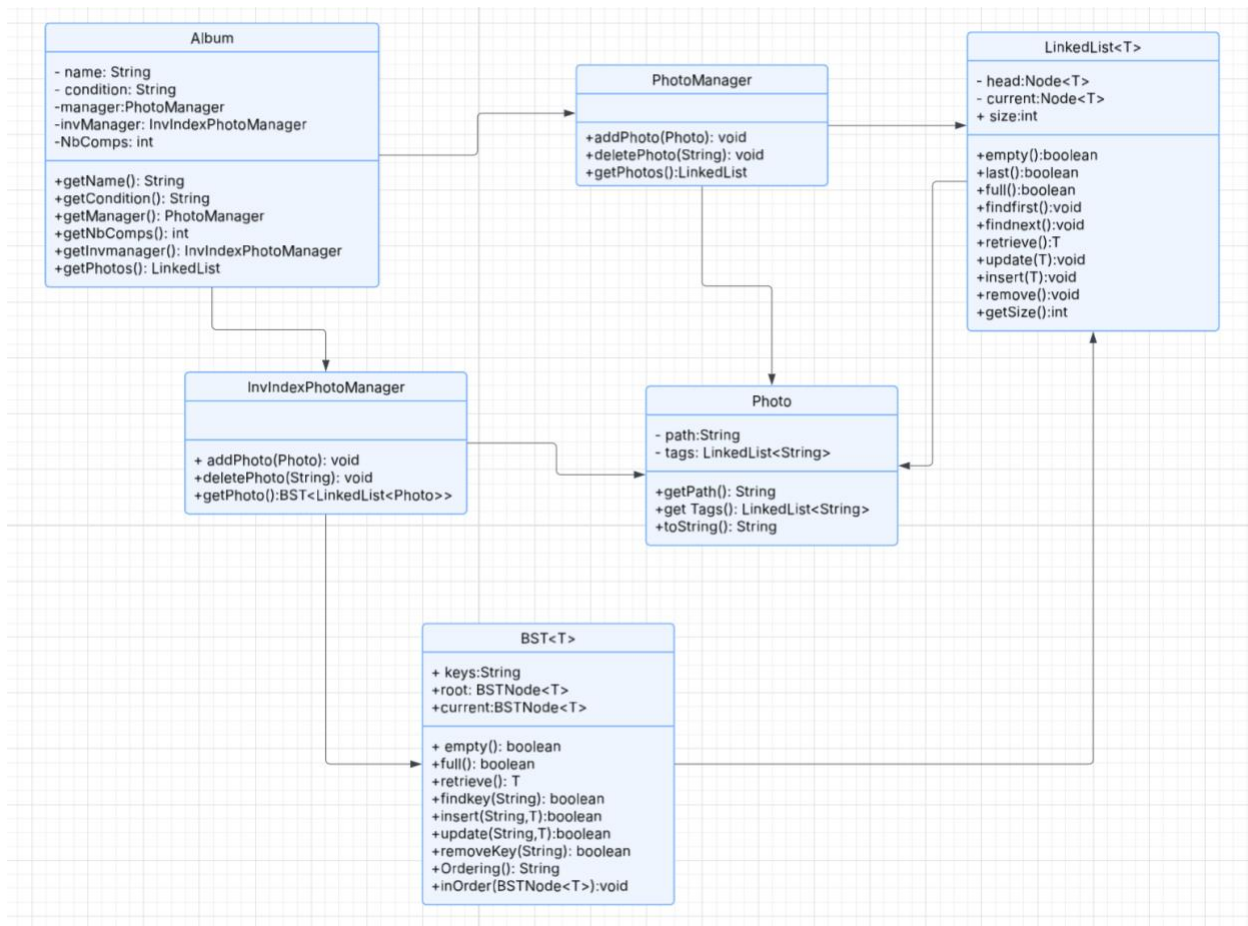 Album
- name: String
- condition: String
-manager:PhotoManager
-invManager: InvIndexPhotoManager
-NbComps: int
+getName(): String
+getCondition(): String
+getManager(): PhotoManager
+getNbComps(): int
+getInvmanager(): InvIndexPhotoManager
+getPhotos(): LinkedList
PhotoManager
+addPhoto(Photo): void
+deletePhoto(String): void
+getPhotos():LinkedList
LinkedList<T>
- head:Node<T>
- current:Node<T>
+ size:int
+empty():boolean
+last():boolean
+full():boolean
+findfirst():void
+findnext():void
+retrieve():T
+update(T):void
+insert(T):void
+remove():void
+getSize():int
InvIndexPhotoManager
+ addPhoto(Photo): void
+deletePhoto(String): void
+getPhoto():BST<LinkedList<Photo>>
Photo
- path:String
- tags: LinkedList<String>
+getPath(): String
+get Tags(): LinkedList<String>
+toString(): String
BST<T>
+ keys:String
+root: BSTNode<T>
+current:BSTNode<T>
+ empty(): boolean
+full(): boolean
+retrieve(): T
+findkey(String): boolean
+insert(String,T):boolean
+update(String,T):boolean
+removeKey(String): boolean
+Ordering(): String
+inOrder(BSTNode<T>):void